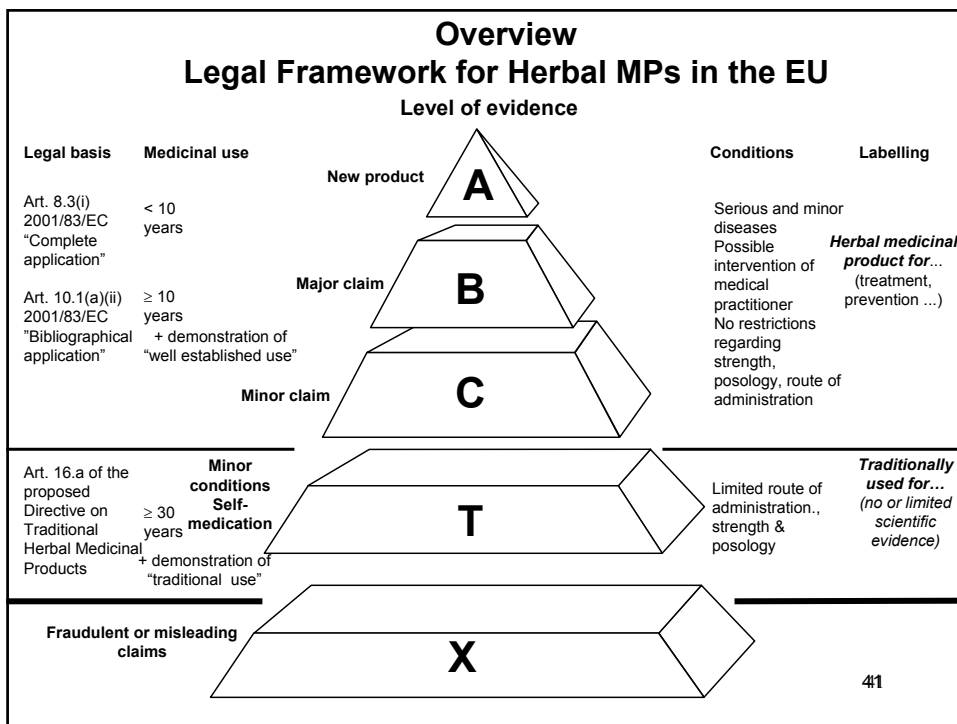 Overview
Legal Framework for Herbal MPs in the EU
Level of evidence
Legal basis
Medicinal use
Conditions
Labelling
New product
A
Art. 8.3(i)
2001/83/EC
“Complete
application”
< 10
years
Serious and minor
diseases
Possible
intervention of
medical
practitioner
No restrictions
regarding
strength,
posology, route of
administration
Herbal medicinal
product for...
(treatment,
prevention ...)
Major claim
B
Art. 10.1(a)(ii)
2001/83/EC
”Bibliographical
application”
≥ 10
years
+ demonstration of
“well established use”
Minor claim
C
Art. 16.a of the
proposed
Directive on
Traditional
Herbal Medicinal
Products
≥ 30
years
+ demonstration of
“traditional use”
Minor
conditions
Self-
medication
T
Limited route of
administration.,
strength &
posology
Traditionally
used for…
(no or limited
scientific
evidence)
Fraudulent or misleading
claims
X
41